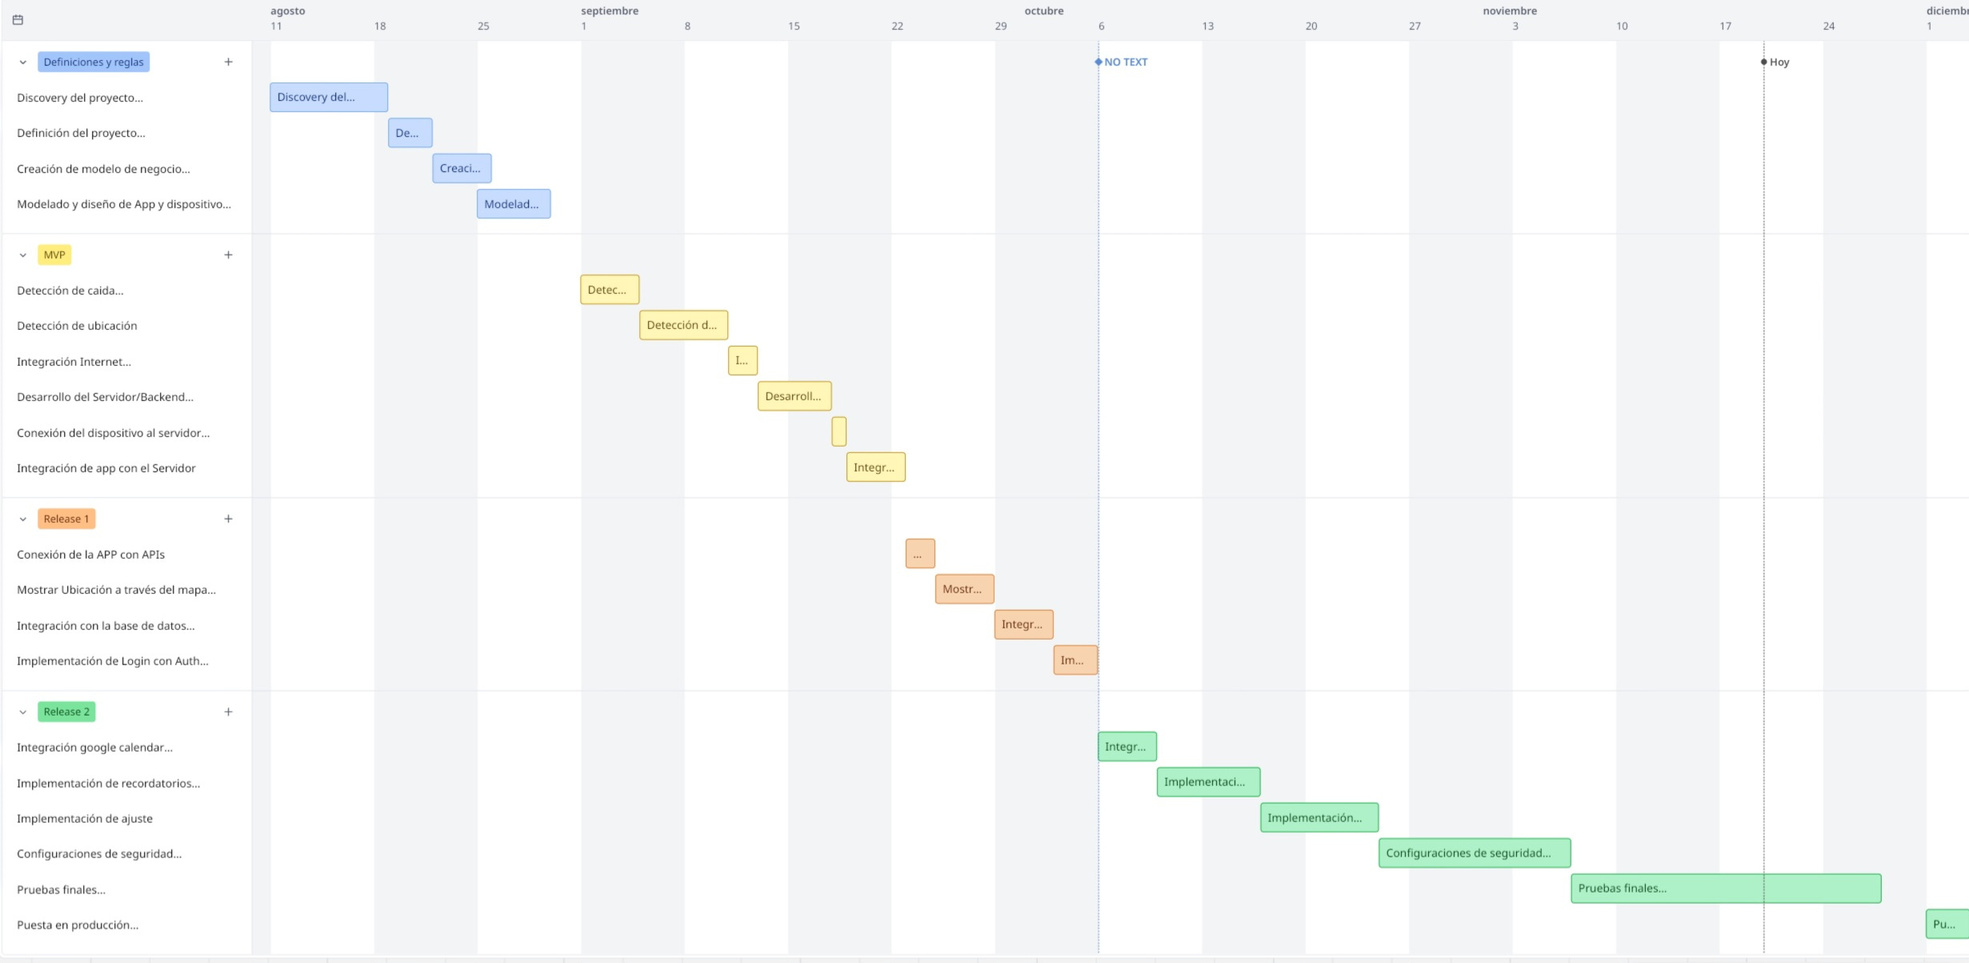 agosto septiembre octubre noviembre diciemb
11 18 25 1 8 15 22 29 6 13 20 27 3 10 17 24 1
Definiciones y reglas +
NO TEXT
Hoy
Discovery del proyecto... Discovery del...
Definición del proyecto... De...
Creación de modelo de negocio... Creaci...
Modelado y diseño de App y dispositivo... Modelad...
MVP +
Detección de caida... Detec...
Detección de ubicación Detección d...
Integración Internet... I...
Desarrollo del Servidor/Backend... Desarroll...
Conexión del dispositivo al servidor...
Integración de app con el Servidor Integr...
Release 1 +
Conexión de la APP con APIs ...
Mostrar Ubicación a través del mapa... Mostr...
Integración con la base de datos... Integr...
Implementación de Login con Auth... Im...
Release 2 +
Integración google calendar... Integr...
Implementación de recordatorios... Implementaci...
Implementación de ajuste Implementación...
Configuraciones de seguridad... Configuraciones de seguridad...
Pruebas finales... Pruebas finales...
Puesta en producción... Pu...